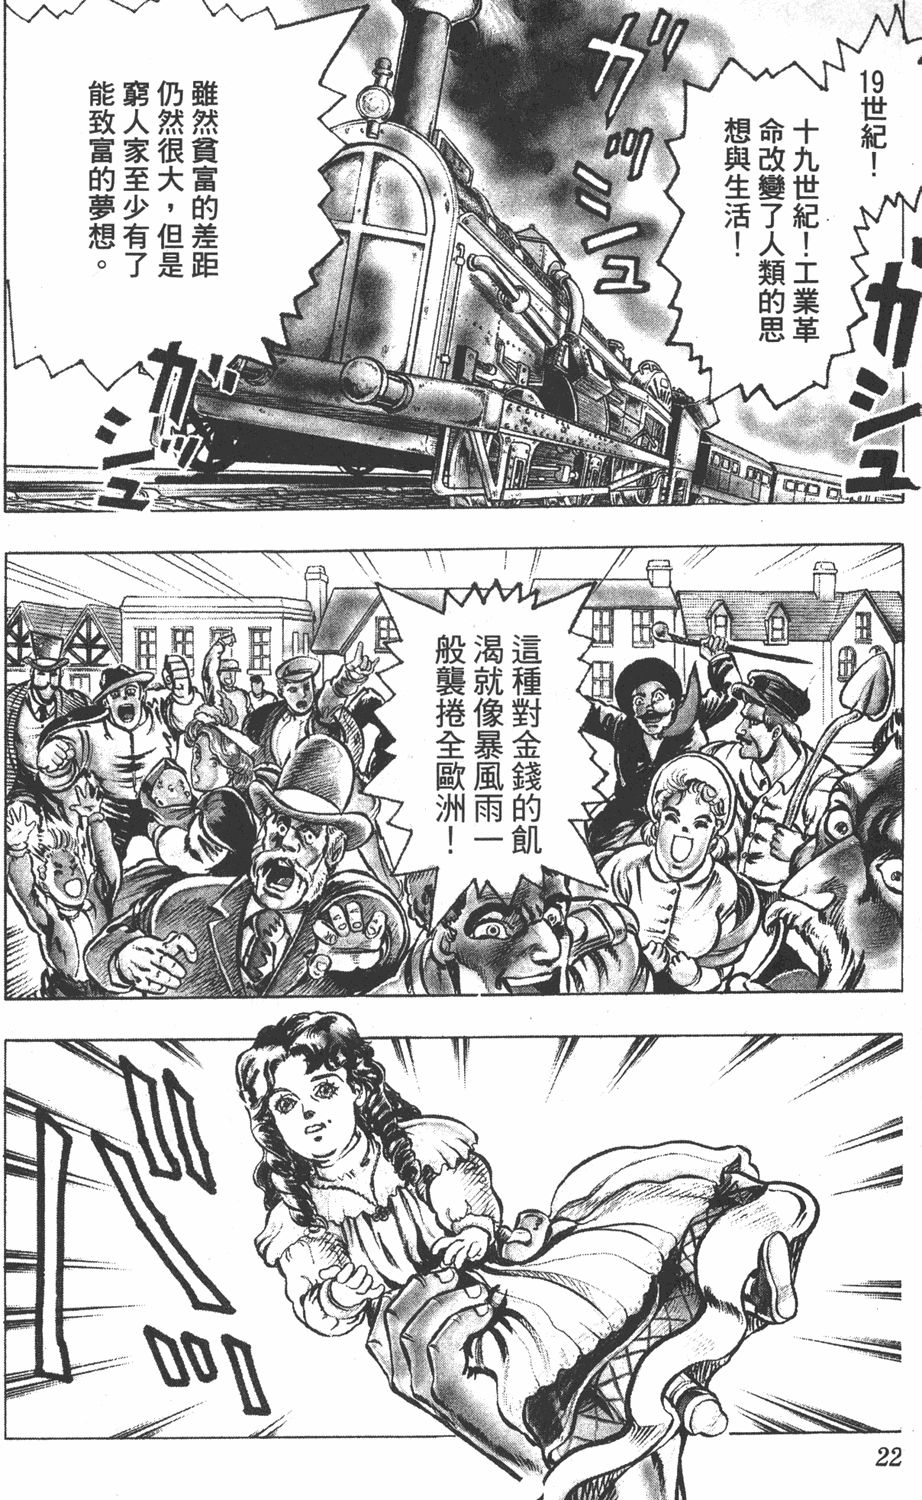 19世紀！
十九世紀！工業革
命改變了人類的思
想與生活！
雖然貧富的差距
仍然很大，但是
窮人家至少有了
能致富的夢想。
ガッシュ
ガッシュ
ガッシュ
這種對金錢的飢
渴就像暴風雨一
般襲捲全歐洲！
バッ
22